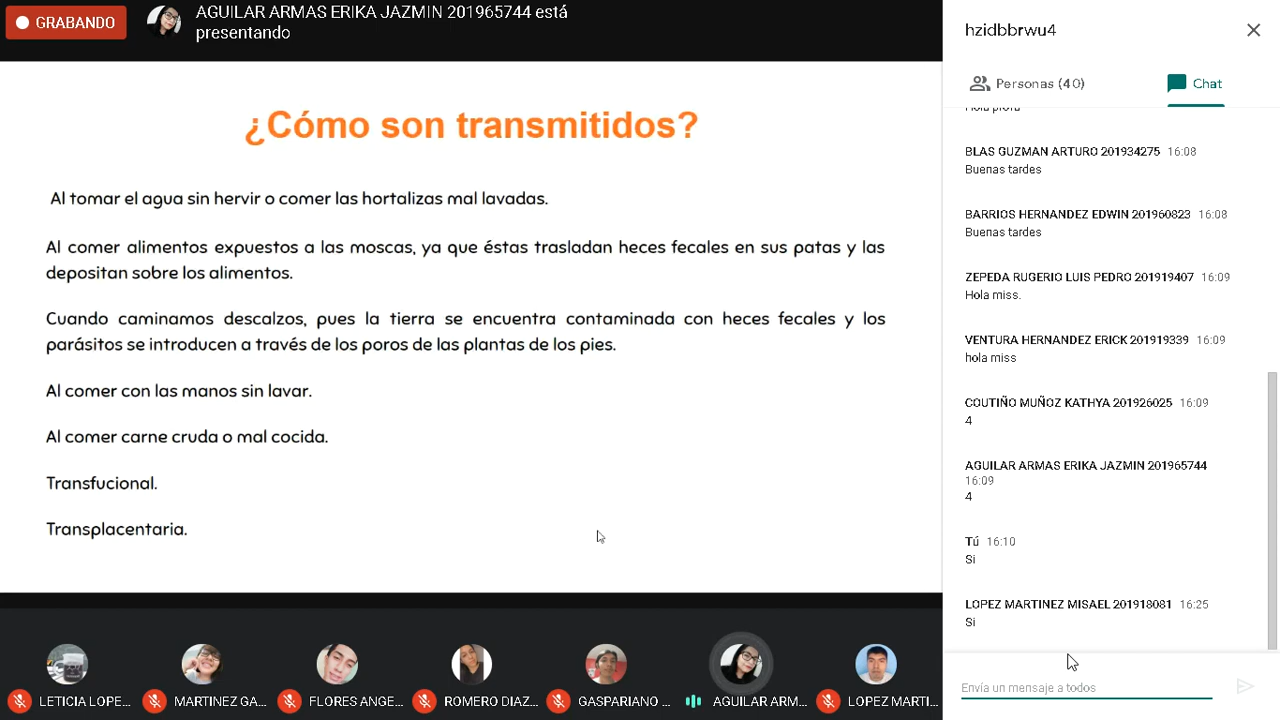 GRABANDO
AGUILAR ARMAS ERIKA JAZMIN 201965744 está
presentando
¿Cómo son transmitidos?
Al tomar el agua sin hervir o comer las hortalizas mal lavadas.
Al comer alimentos expuestos a las moscas, ya que éstas trasladan heces fecales en sus patas y las
depositan sobre los alimentos.
Cuando caminamos descalzos, pues la tierra se encuentra contaminada con heces fecales y los
parásitos se introducen a través de los poros de las plantas de los pies.
Al comer con las manos sin lavar.
Al comer carne cruda o mal cocida.
Transfucional.
Transplacentaria.
LETICIA LOPE...
MARTINEZ GA...
FLORES ANGE...
ROMERO DIAZ...
GASPARIANO ...
AGUILAR ARM...
LOPEZ MARTI...
hzidbbrwu4
Personas (40)
Chat
Hola profa
BLAS GUZMAN ARTURO 201934275 16:08
Buenas tardes
BARRIOS HERNANDEZ EDWIN 201960823 16:08
Buenas tardes
ZEPEDA RUGERIO LUIS PEDRO 201919407 16:09
Hola miss.
VENTURA HERNANDEZ ERICK 201919339 16:09
hola miss
COUTIÑO MUÑOZ KATHYA 201926025 16:09
4
AGUILAR ARMAS ERIKA JAZMIN 201965744
16:09
4
Tú 16:10
Si
LOPEZ MARTINEZ MISAEL 201918081 16:25
Si
Envía un mensaje a todos